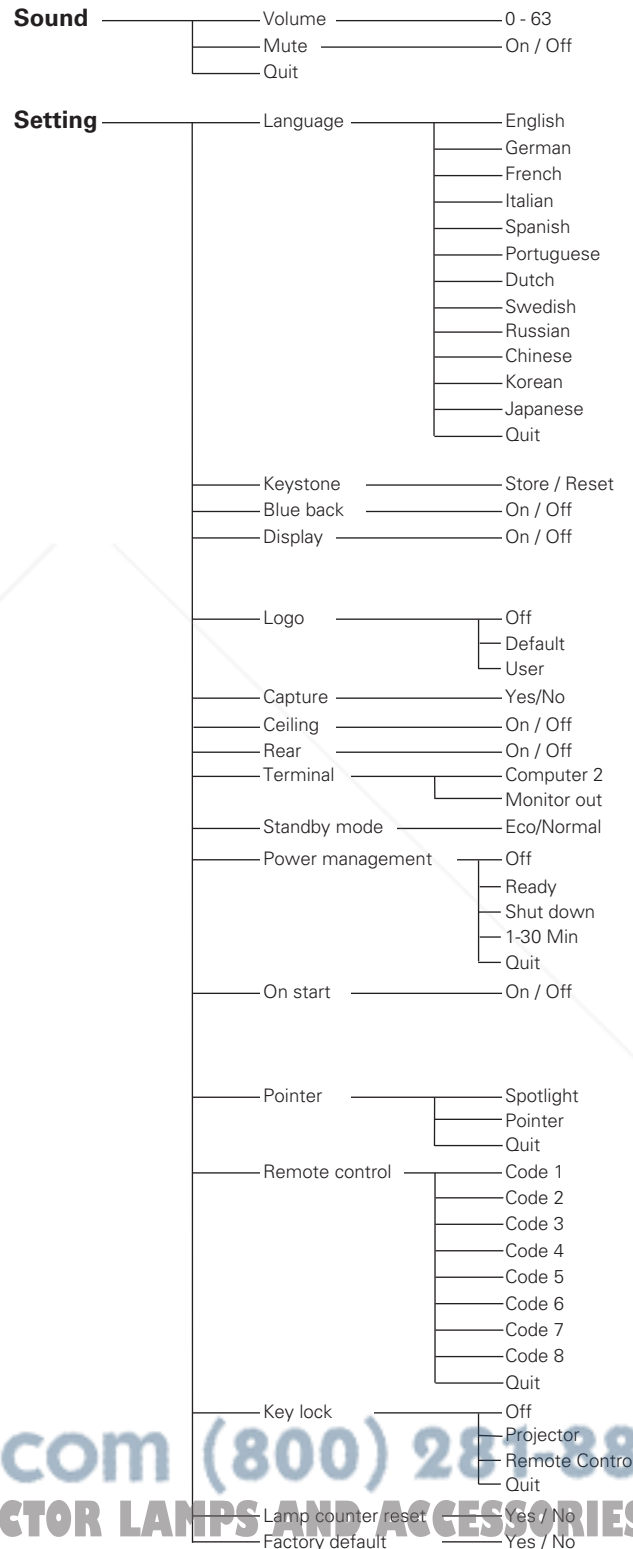 Sound Volume 0 - 63
Mute On / Off
Quit
Setting Language English
German
French
Italian
Spanish
Portuguese
Dutch
Swedish
Russian
Chinese
Korean
Japanese
Quit
Keystone Store / Reset
Blue back On / Off
Display On / Off
Logo Off
Default
User
Capture Yes/No
Ceiling On / Off
Rear On / Off
Terminal Computer 2
Monitor out
Standby mode Eco/Normal
Power management Off
Ready
Shut down
1-30 Min
Quit
On start On / Off
Pointer Spotlight
Pointer
Quit
Remote control Code 1
Code 2
Code 3
Code 4
Code 5
Code 6
Code 7
Code 8
Quit
Key lock Off
Projector
Remote Contro
Quit
com (800) 281-88
Lamp counter reset Yes / No
CTOR LAMPS AND ACCESSORIES
Factory default Yes / No